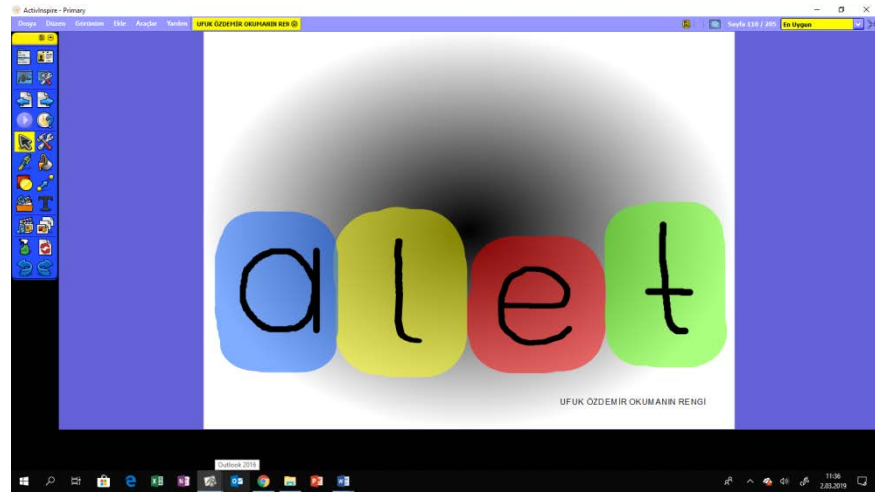 ActivInspire - Primary
Dosya Düzen Görünüm Ekle Araçlar Yardım UFUK ÖZDEMİR OKUMANIN REN Sayfa 110 / 205 En Uygun
alet
UFUK ÖZDEMİR OKUMANIN RENGİ
Outlook 2016
11:36
2.03.2019